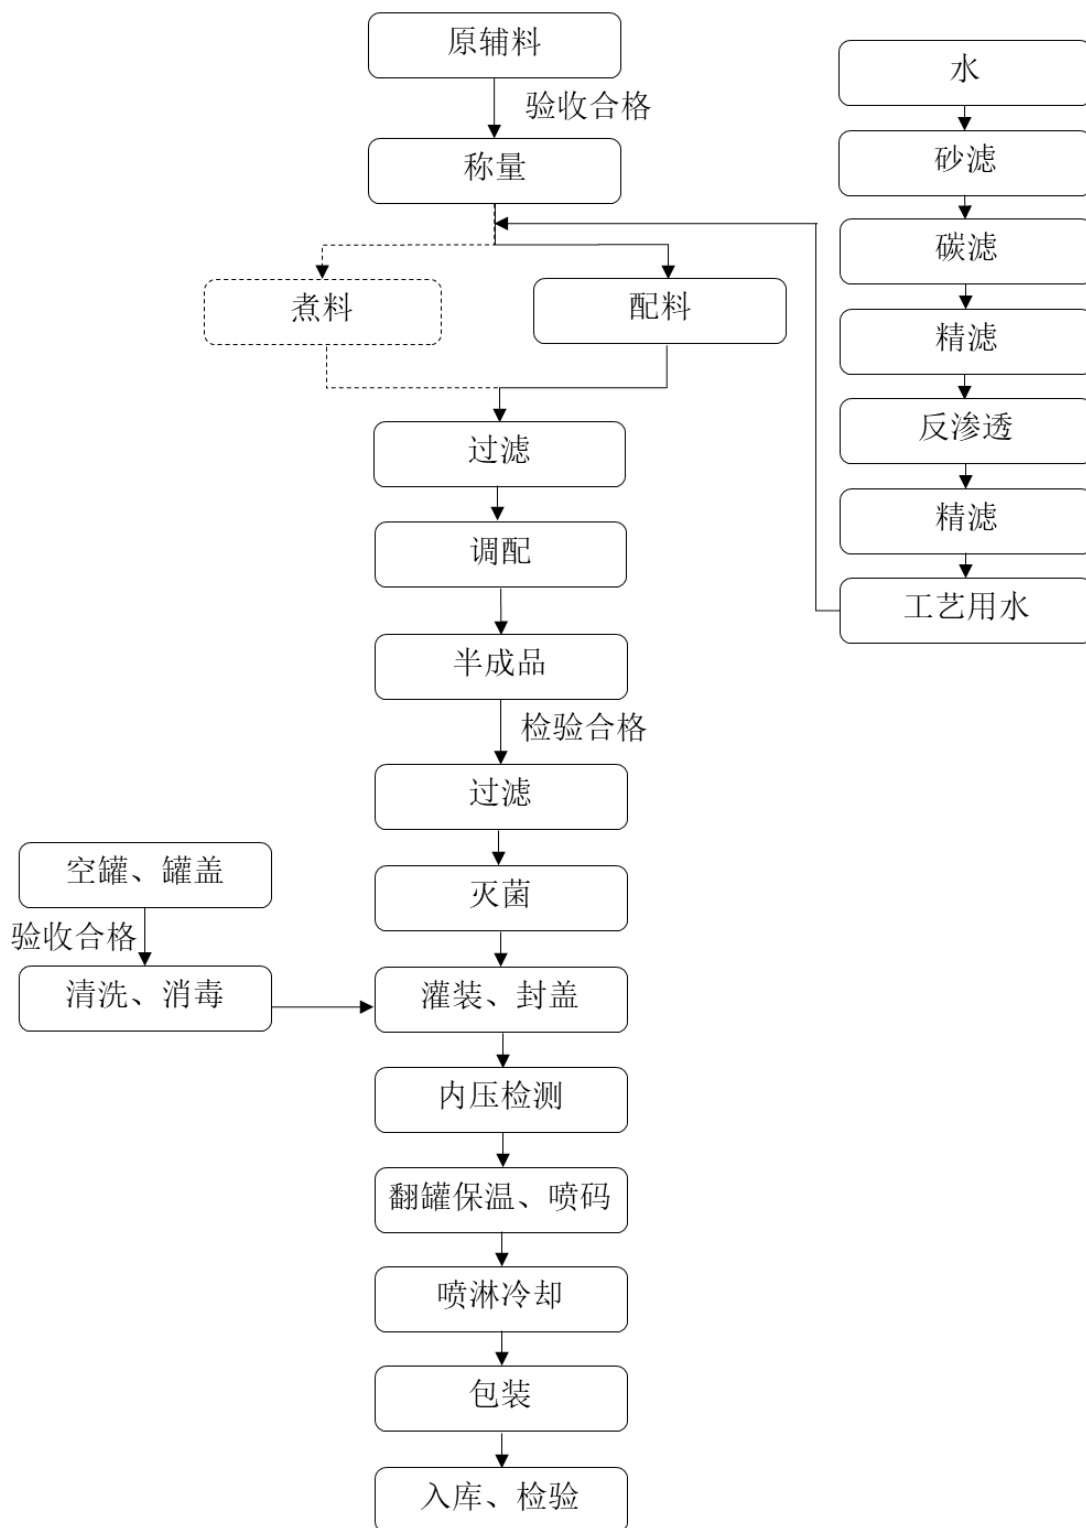 原辅料
验收合格
称量
煮料
配料
过滤
调配
半成品
检验合格
过滤
灭菌
灌装、封盖
内压检测
翻罐保温、喷码
喷淋冷却
包装
入库、检验
空罐、罐盖
验收合格
清洗、消毒
水
砂滤
碳滤
精滤
反渗透
精滤
工艺用水